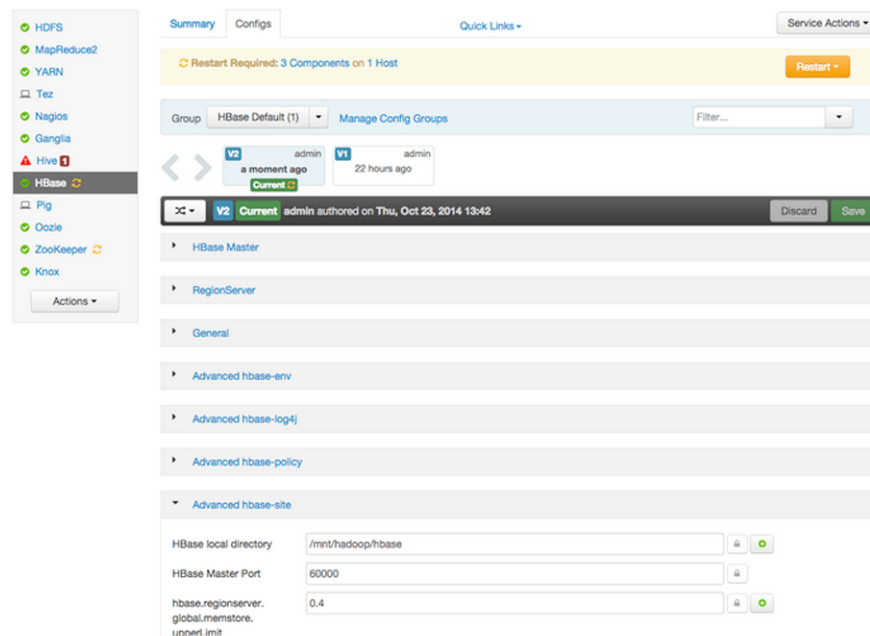 HDFS
MapReduce2
YARN
Tez
Nagios
Ganglia
Hive 1
HBase
Pig
Oozie
ZooKeeper
Knox
Actions
Summary Configs Quick Links Service Actions
Restart Required: 3 Components on 1 Host Restart
Group HBase Default (1) Manage Config Groups Filter...
V2 admin V1 admin
a moment ago 22 hours ago
Current
V2 Current admin authored on Thu, Oct 23, 2014 13:42 Discard Save
HBase Master
RegionServer
General
Advanced hbase-env
Advanced hbase-log4j
Advanced hbase-policy
Advanced hbase-site
HBase local directory /mnt/hadoop/hbase
HBase Master Port 60000
hbase.regionserver. 0.4
global.memstore.
upperLimit